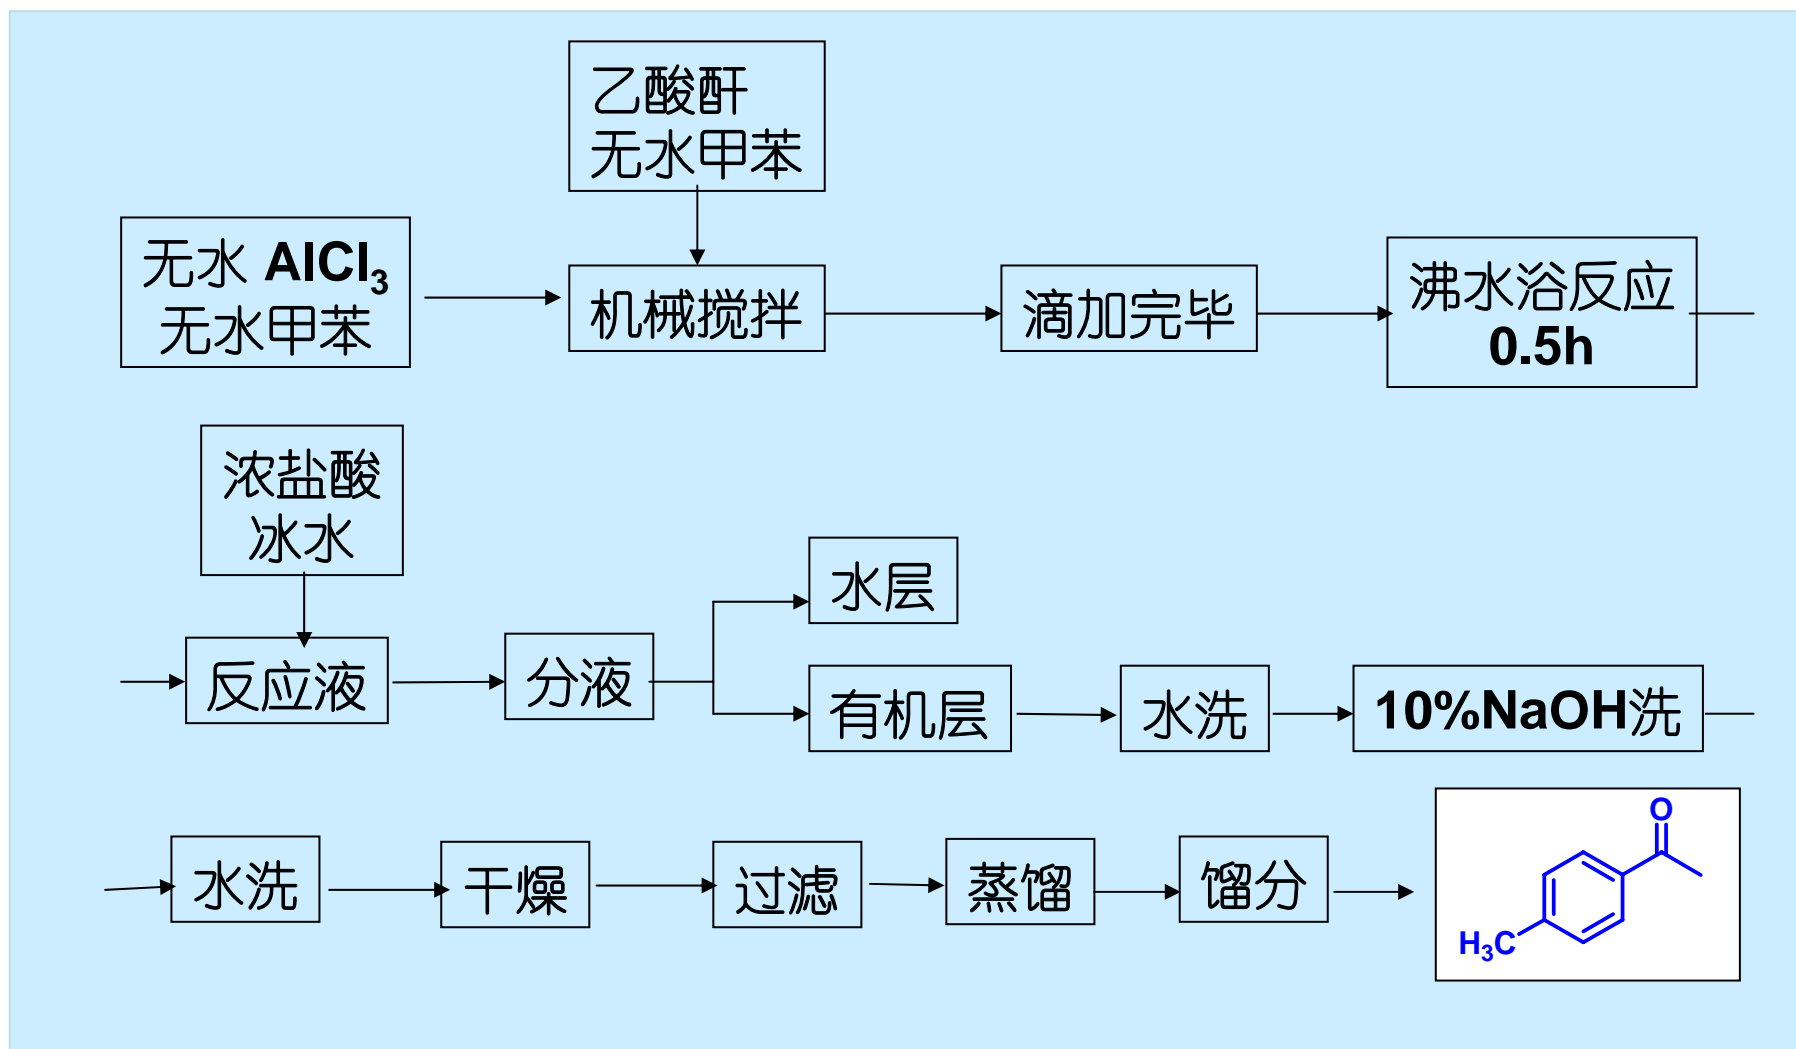 乙酸酐
无水甲苯
无水 AlCl₃
无水甲苯
机械搅拌
滴加完毕
沸水浴反应
0.5h
浓盐酸
冰水
反应液
分液
水层
有机层
水洗
10%NaOH洗
水洗
干燥
过滤
蒸馏
馏分
O
H₃C